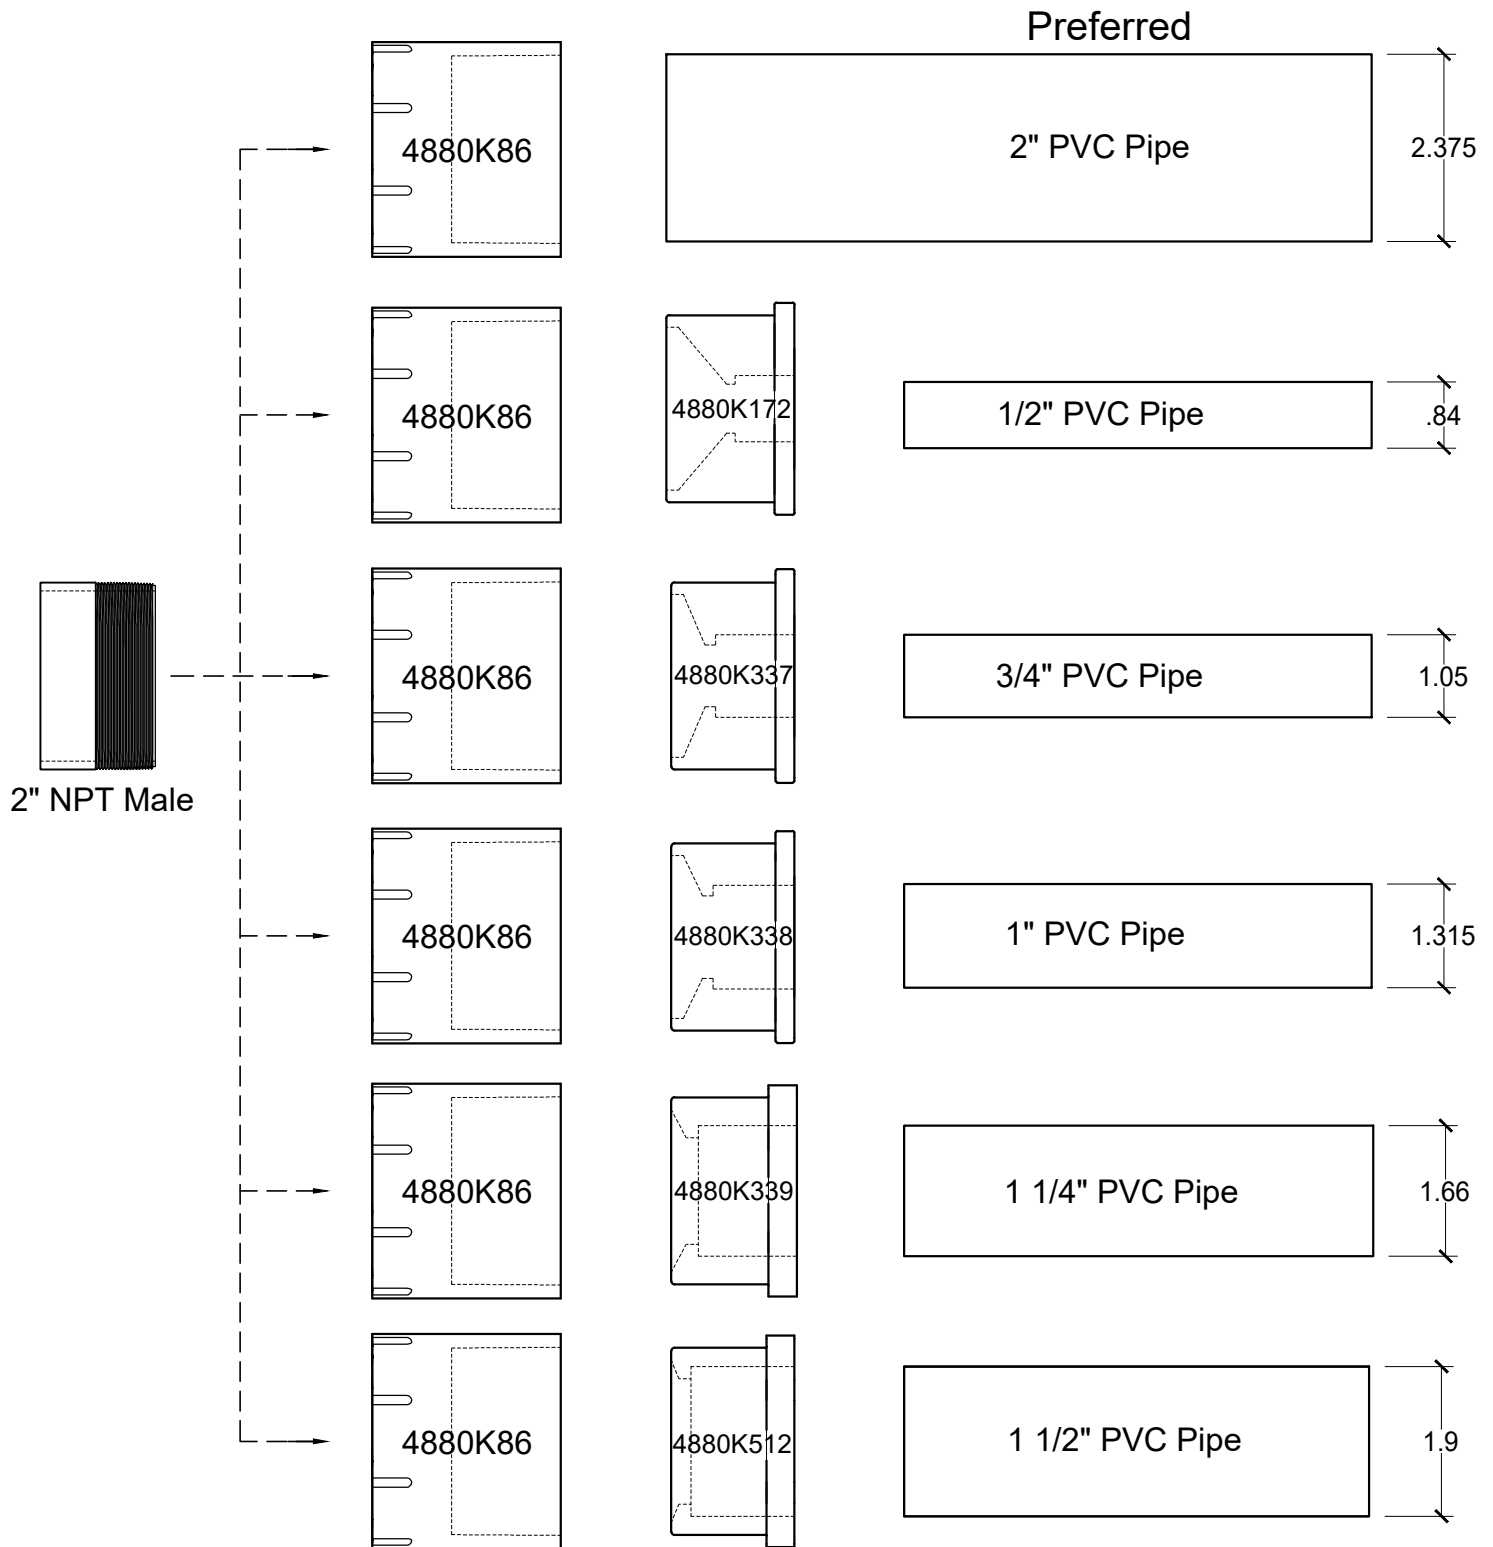 Preferred
4880K86
2" PVC Pipe
2.375
4880K86
4880K172
1/2" PVC Pipe
.84
4880K86
4880K337
3/4" PVC Pipe
1.05
2" NPT Male
4880K86
4880K338
1" PVC Pipe
1.315
4880K86
4880K339
1 1/4" PVC Pipe
1.66
4880K86
4880K512
1 1/2" PVC Pipe
1.9